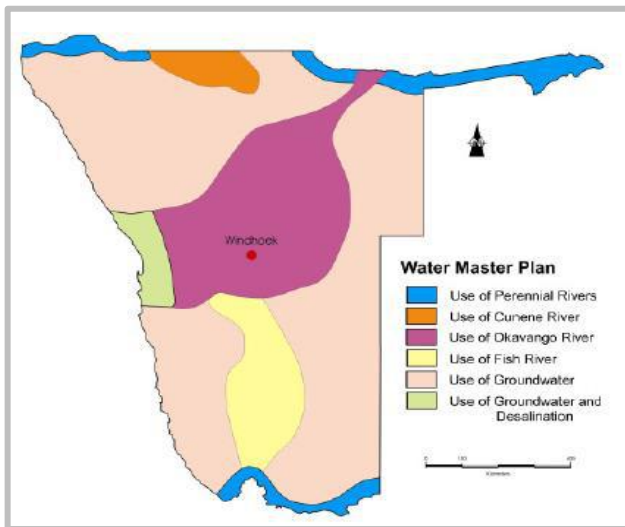 Windhoek
Water Master Plan
Use of Perennial Rivers
Use of Cunene River
Use of Okavango River
Use of Fish River
Use of Groundwater
Use of Groundwater and
Desalination
0